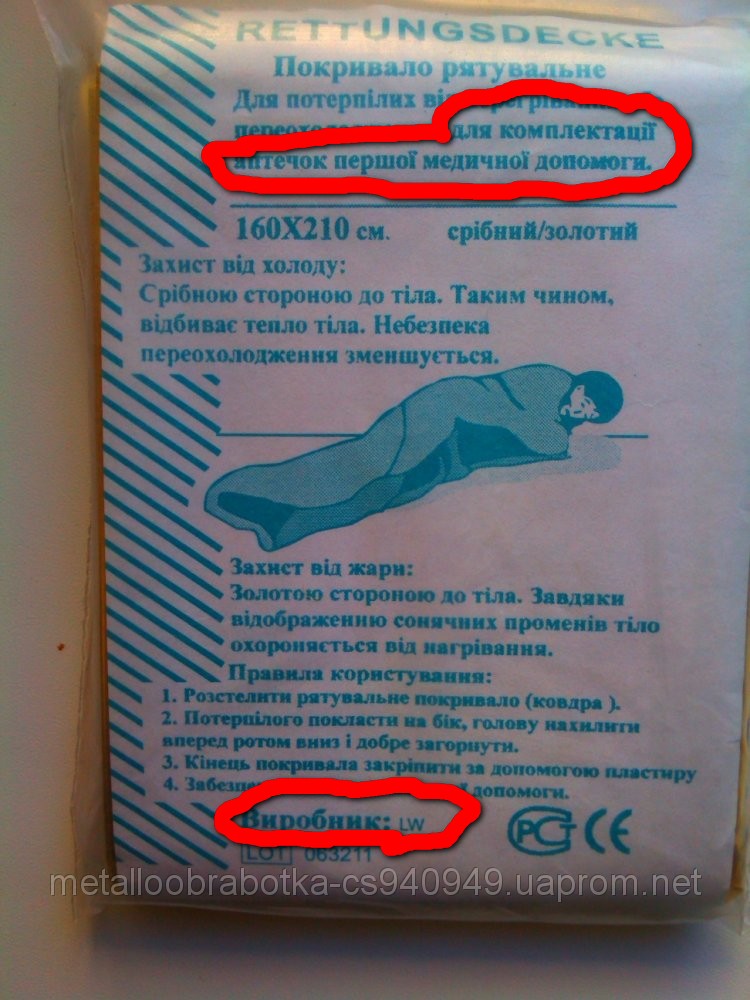 RETTUNGSDECKE
Покривало рятувальне
Для потерпілих від
для комплектації
аптечок першої медичної допомоги.
160X210 см. срібний/золотий
Захист від холоду:
Срібною стороною до тіла. Таким чином,
відбиває тепло тіла. Небезпека
переохолодження зменшується.
Захист від жари:
Золотою стороною до тіла. Завдяки
відображенню сонячних променів тіло
охороняється від нагрівання.
Правила користування:
1. Розстелити рятувальне покривало (ковдра ).
2. Потерпілого покласти на бік, голову нахилити
вперед ротом вниз і добре загорнути.
3. Кінець покривала закріпити за допомогою пластиру
4. допомоги.
Виробник: LW
LOT 063211
РСТ CE
metalloobrabotka-cs940949.uaprom.net